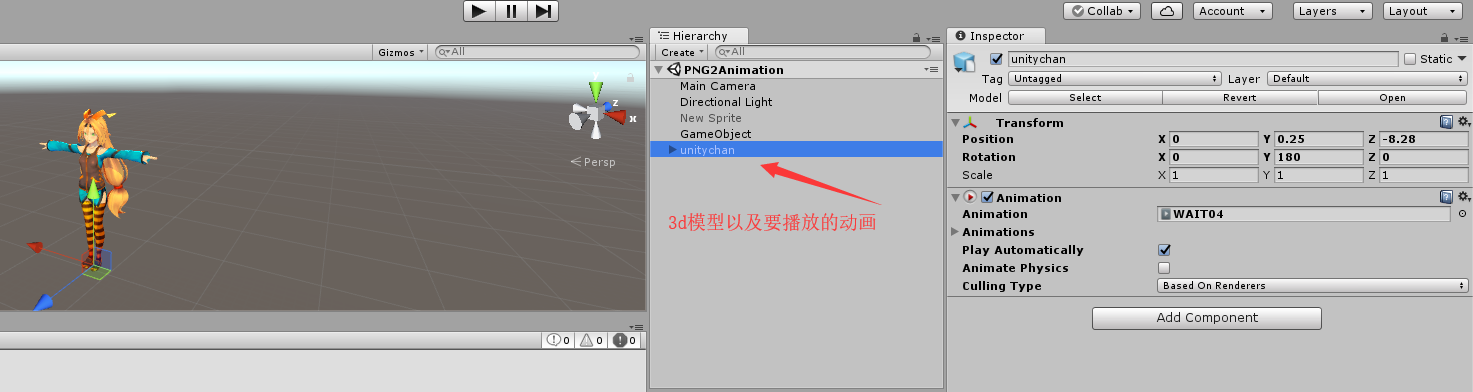 Collab
Account
Layers
Layout
Gizmos
All
y
z
x
Persp
0
0
0
Hierarchy
Create
All
PNG2Animation
Main Camera
Directional Light
New Sprite
GameObject
unitychan
3d模型以及要播放的动画
Inspector
unitychan
Static
Tag Untagged Layer Default
Model Select Revert Open
Transform
Position X 0 Y 0.25 Z -8.28
Rotation X 0 Y 180 Z 0
Scale X 1 Y 1 Z 1
Animation
Animation WAIT04
Animations
Play Automatically
Animate Physics
Culling Type Based On Renderers
Add Component